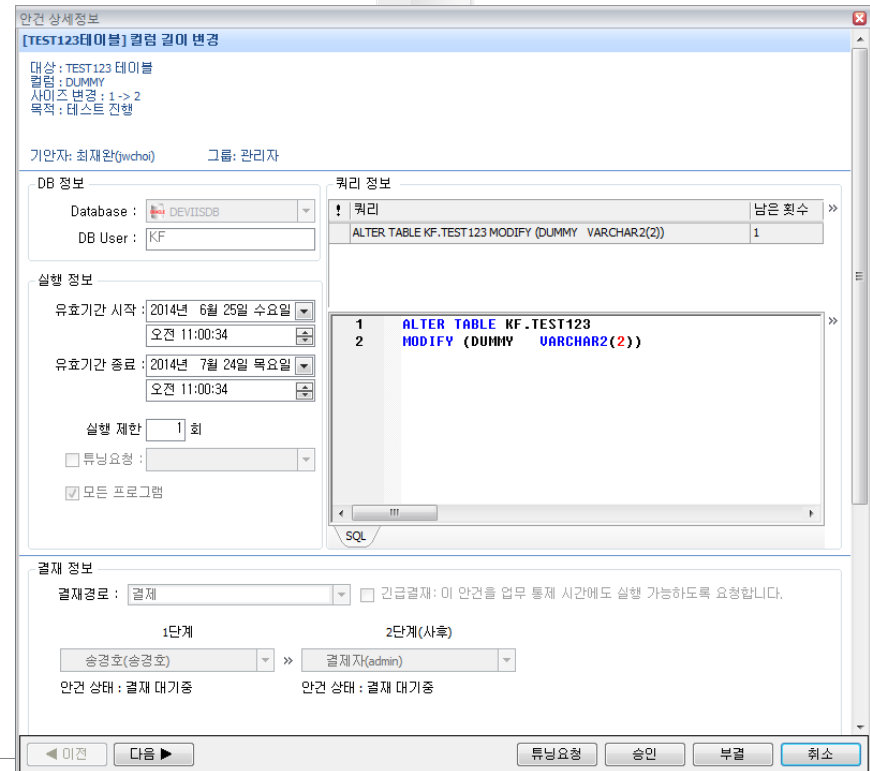 안건 상세정보
[TEST123테이블] 컬럼 길이 변경
대상 : TEST123 테이블
컬럼 : DUMMY
사이즈 변경 : 1 -> 2
목적 : 테스트 진행
기안자: 최재완(jwchoi) 그룹: 관리자
DB 정보
Database : DEVIISDB
DB User : KF
쿼리 정보
! 쿼리 남은 횟수 »
ALTER TABLE KF.TEST123 MODIFY (DUMMY VARCHAR2(2)) 1
실행 정보
유효기간 시작 : 2014년 6월 25일 수요일
오전 11:00:34
유효기간 종료 : 2014년 7월 24일 목요일
오전 11:00:34
실행 제한 1 회
튜닝요청 :
모든 프로그램
1 ALTER TABLE KF.TEST123 »
2 MODIFY (DUMMY VARCHAR2(2))
SQL
결재 정보
결재경로 : 결제 긴급결재: 이 안건을 업무 통제 시간에도 실행 가능하도록 요청합니다.
1단계 2단계(사후)
송경호(송경호) » 결제자(admin)
안건 상태 : 결재 대기중 안건 상태 : 결재 대기중
◀ 이전 다음 ▶ 튜닝요청 승인 부결 취소